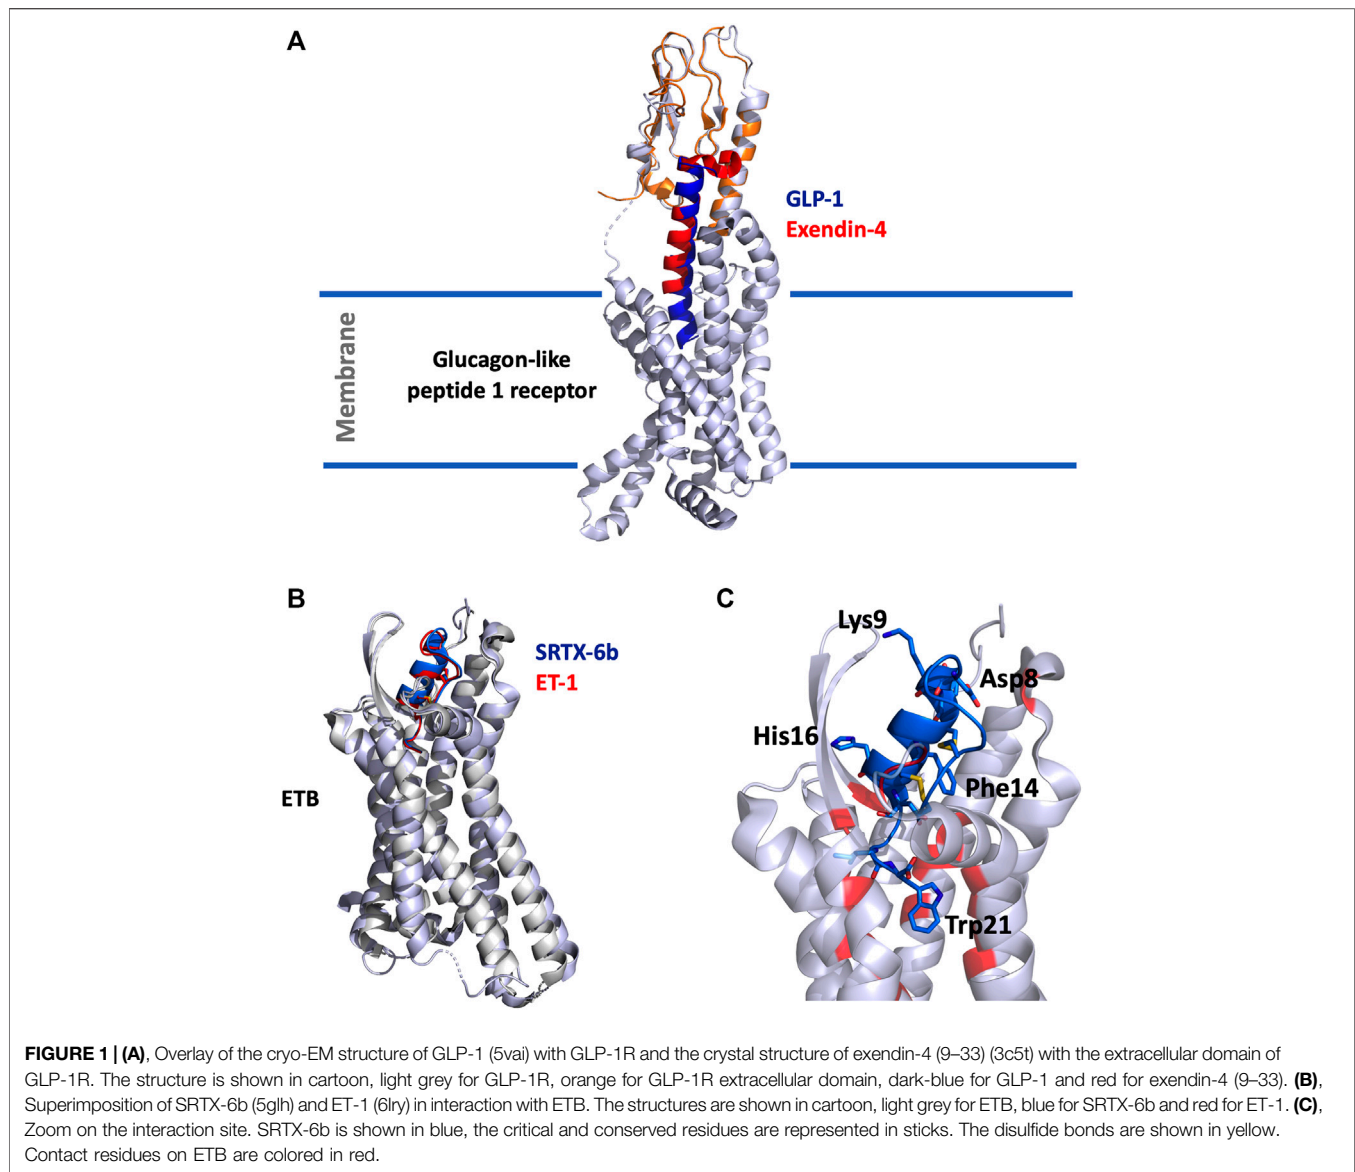 A
GLP-1
Exendin-4
Membrane
Glucagon-like
peptide 1 receptor
B
SRTX-6b
ET-1
ETB
C
Lys9
Asp8
His16
Phe14
Trp21
FIGURE 1 | (A), Overlay of the cryo-EM structure of GLP-1 (5vai) with GLP-1R and the crystal structure of exendin-4 (9–33) (3c5t) with the extracellular domain of
GLP-1R. The structure is shown in cartoon, light grey for GLP-1R, orange for GLP-1R extracellular domain, dark-blue for GLP-1 and red for exendin-4 (9–33). (B),
Superimposition of SRTX-6b (5glh) and ET-1 (6lry) in interaction with ETB. The structures are shown in cartoon, light grey for ETB, blue for SRTX-6b and red for ET-1. (C),
Zoom on the interaction site. SRTX-6b is shown in blue, the critical and conserved residues are represented in sticks. The disulfide bonds are shown in yellow.
Contact residues on ETB are colored in red.